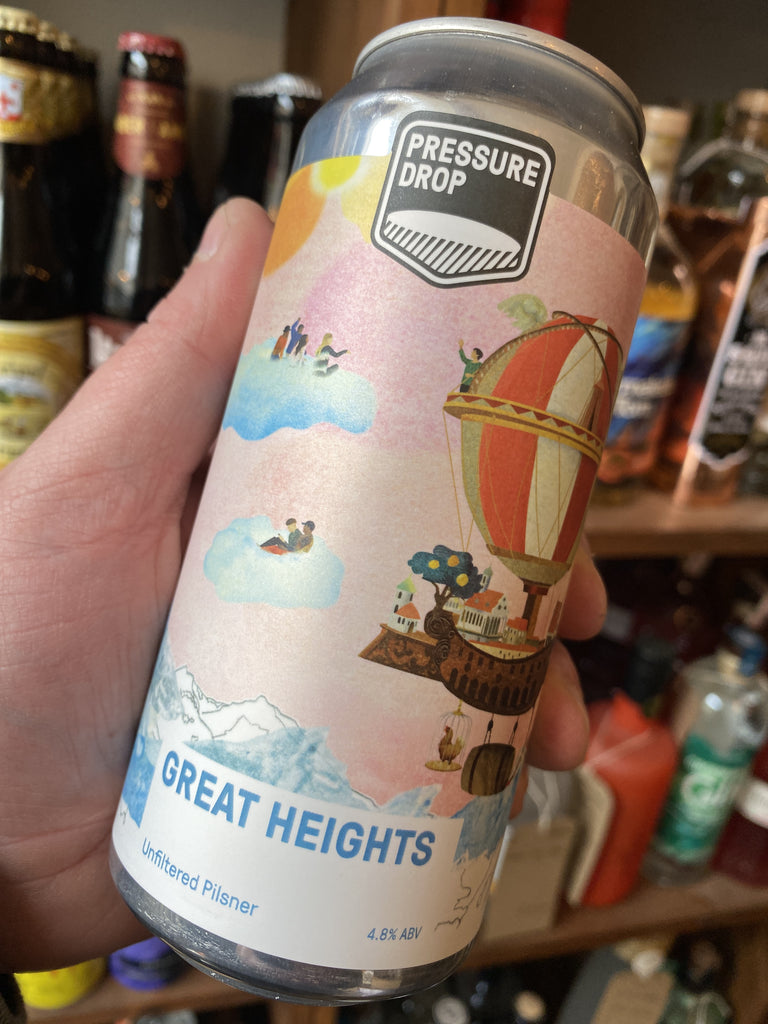 PRESSURE
DROP
GREAT HEIGHTS
Unfiltered Pilsner
4.8% ABV